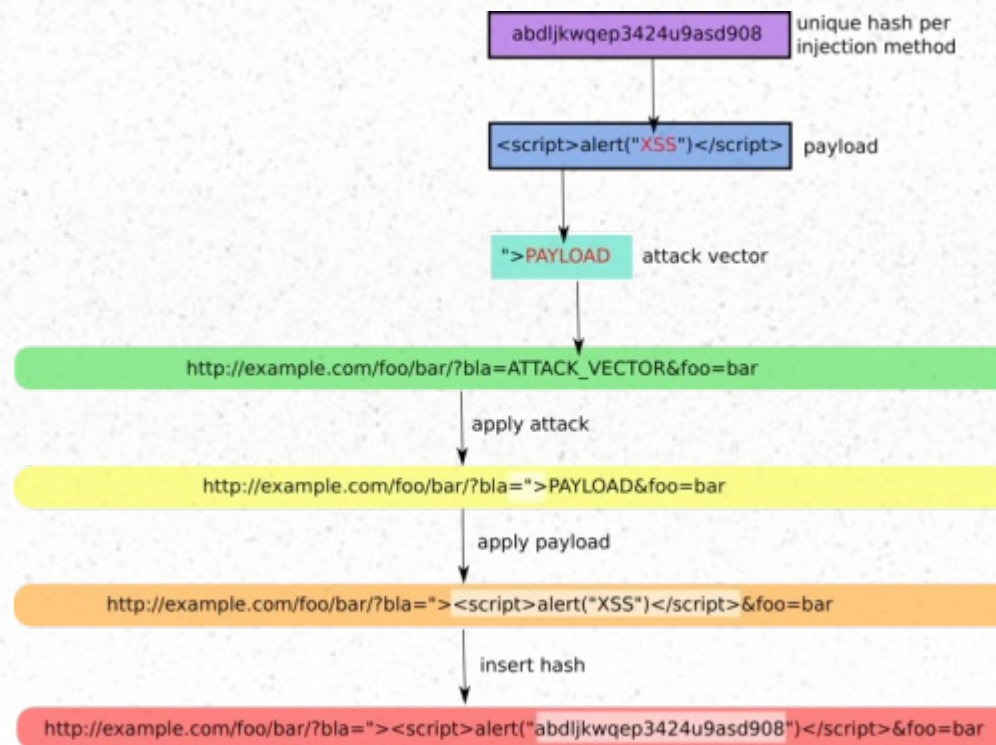 abdljkwqep3424u9asd908
unique hash per
injection method
<script>alert("XSS")</script>
payload
">PAYLOAD
attack vector
http://example.com/foo/bar/?bla=ATTACK_VECTOR&foo=bar
apply attack
http://example.com/foo/bar/?bla=">PAYLOAD&foo=bar
apply payload
http://example.com/foo/bar/?bla="><script>alert("XSS")</script>&foo=bar
insert hash
http://example.com/foo/bar/?bla="><script>alert("abdljkwqep3424u9asd908")</script>&foo=bar